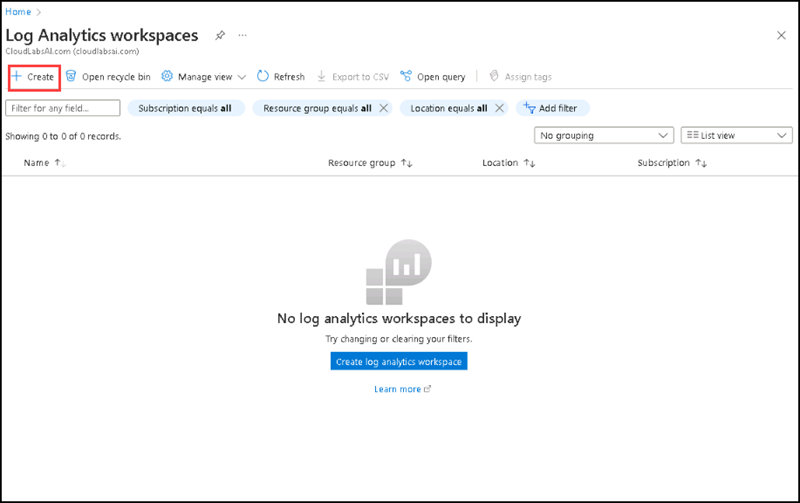 Home
Log Analytics workspaces
CloudLabsAI.com (cloudlabsai.com)
Create Open recycle bin Manage view Refresh Export to CSV Open query Assign tags
Filter for any field... Subscription equals all Resource group equals all Location equals all Add filter
Showing 0 to 0 of 0 records. No grouping List view
Name Resource group Location Subscription
No log analytics workspaces to display
Try changing or clearing your filters.
Create log analytics workspace
Learn more